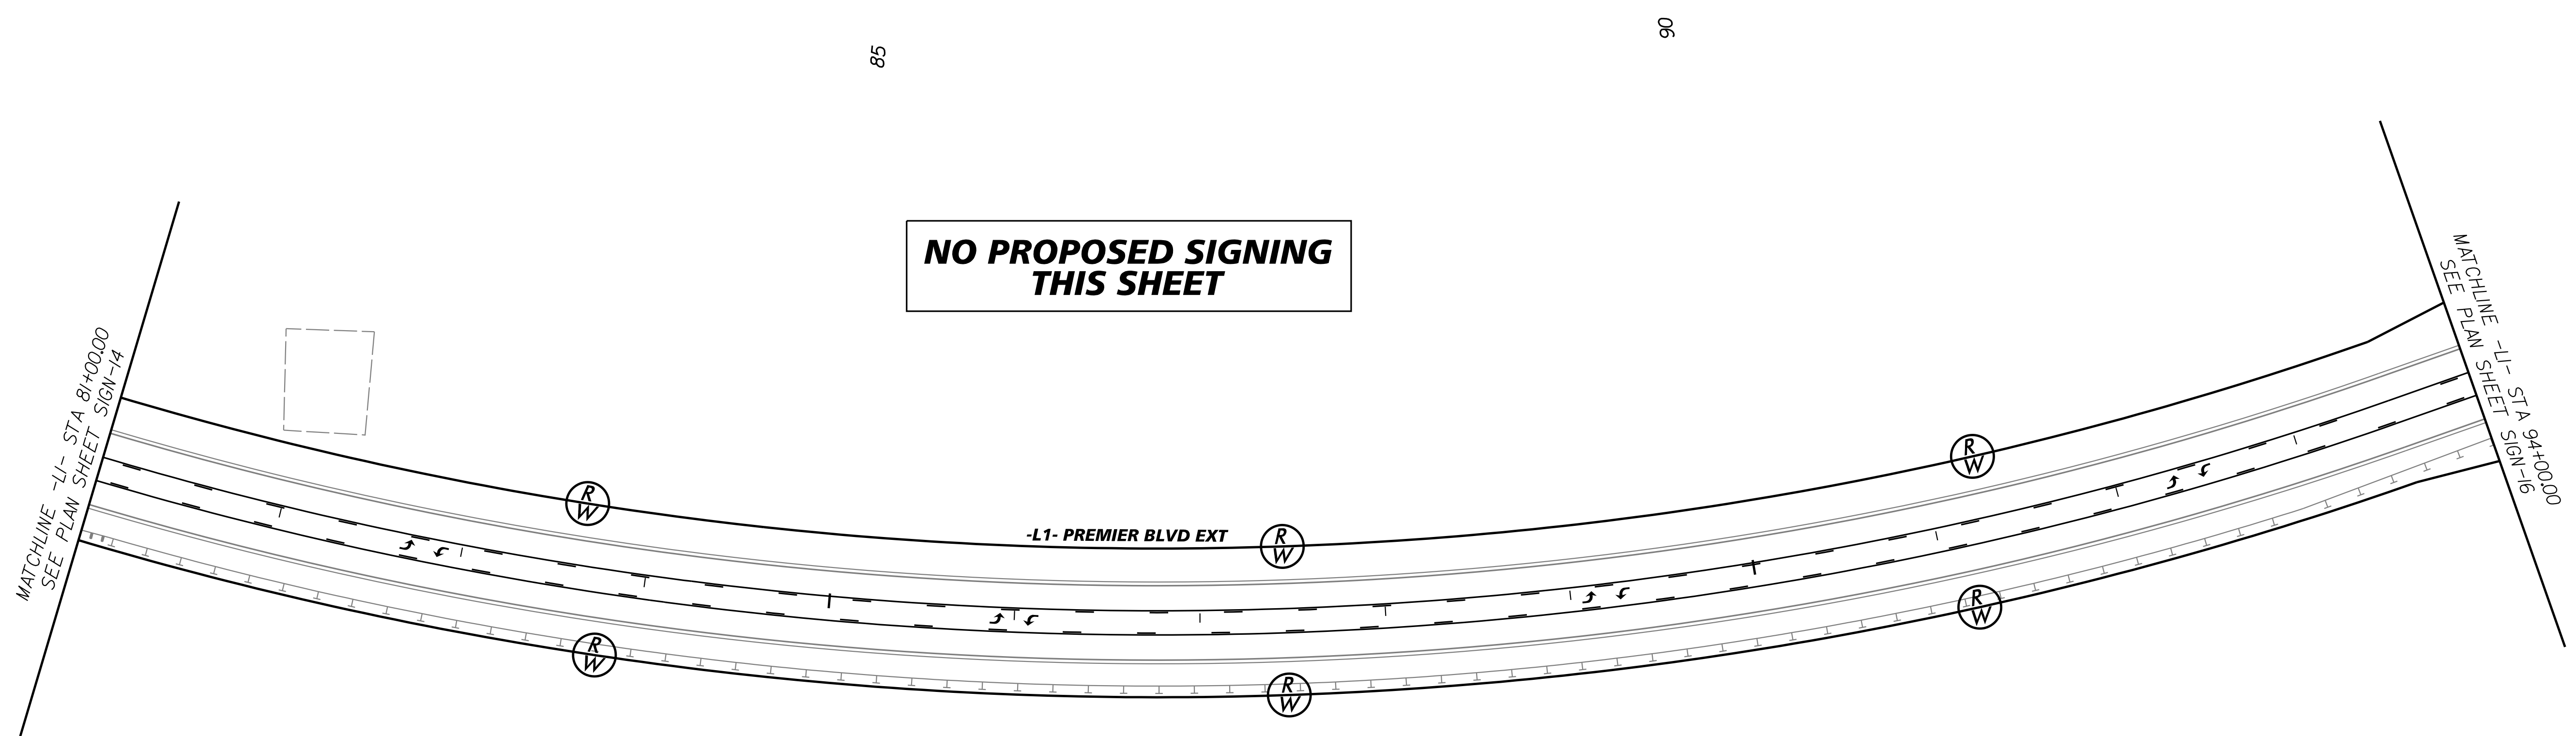 85
90
NO PROPOSED SIGNING
THIS SHEET
MATCHLINE -L1- STA 81+00.00
SEE PLAN SHEET SIGN-14
MATCHLINE -L1- STA 94+00.00
SEE PLAN SHEET SIGN-16
R
W
R
W
R
W
-L1- PREMIER BLVD EXT
R
W
R
W
R
W